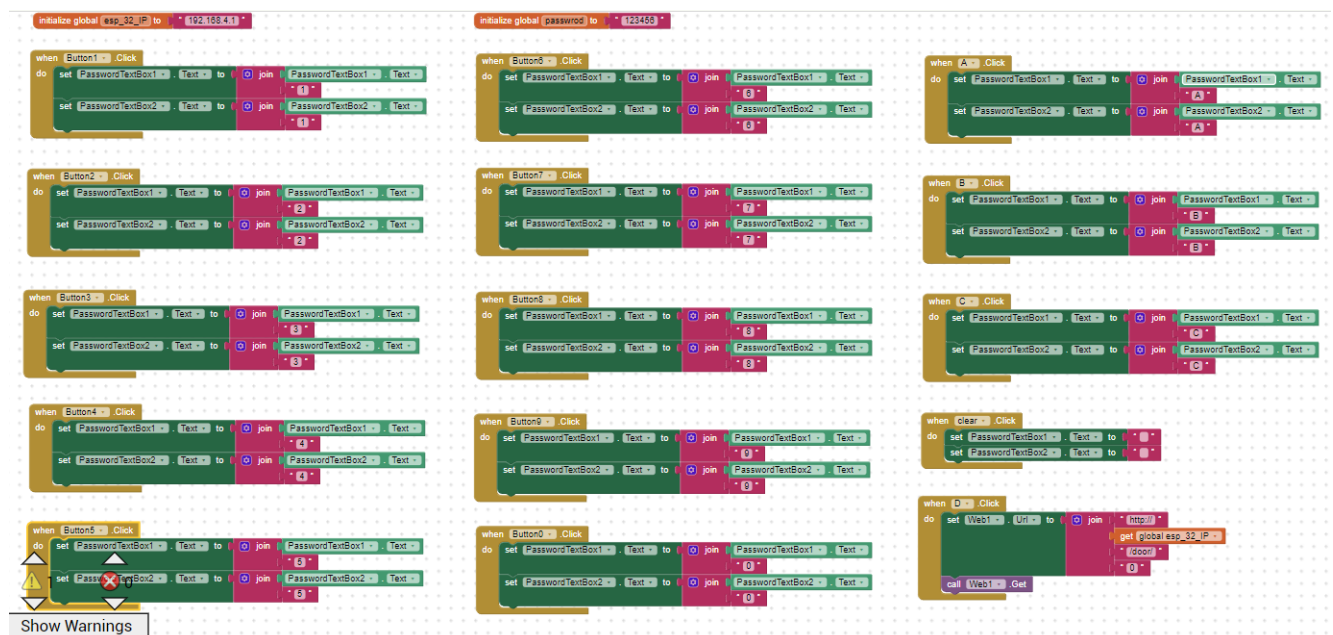 initialize global esp_32_IP to " 192.168.4.1 "
when Button1 .Click
do set PasswordTextBox1 . Text to join PasswordTextBox1 . Text
" 1 "
set PasswordTextBox2 . Text to join PasswordTextBox2 . Text
" 1 "
when Button2 .Click
do set PasswordTextBox1 . Text to join PasswordTextBox1 . Text
" 2 "
set PasswordTextBox2 . Text to join PasswordTextBox2 . Text
" 2 "
when Button3 .Click
do set PasswordTextBox1 . Text to join PasswordTextBox1 . Text
" 3 "
set PasswordTextBox2 . Text to join PasswordTextBox2 . Text
" 3 "
when Button4 .Click
do set PasswordTextBox1 . Text to join PasswordTextBox1 . Text
" 4 "
set PasswordTextBox2 . Text to join PasswordTextBox2 . Text
" 4 "
when Button5 .Click
do set PasswordTextBox1 . Text to join PasswordTextBox1 . Text
" 5 "
set PasswordTextBox2 . Text to join PasswordTextBox2 . Text
" 5 "
1 0
Show Warnings
initialize global passwrod to " 123456 "
when Button6 .Click
do set PasswordTextBox1 . Text to join PasswordTextBox1 . Text
" 6 "
set PasswordTextBox2 . Text to join PasswordTextBox2 . Text
" 6 "
when Button7 .Click
do set PasswordTextBox1 . Text to join PasswordTextBox1 . Text
" 7 "
set PasswordTextBox2 . Text to join PasswordTextBox2 . Text
" 7 "
when Button8 .Click
do set PasswordTextBox1 . Text to join PasswordTextBox1 . Text
" 8 "
set PasswordTextBox2 . Text to join PasswordTextBox2 . Text
" 8 "
when Button9 .Click
do set PasswordTextBox1 . Text to join PasswordTextBox1 . Text
" 9 "
set PasswordTextBox2 . Text to join PasswordTextBox2 . Text
" 9 "
when Button0 .Click
do set PasswordTextBox1 . Text to join PasswordTextBox1 . Text
" 0 "
set PasswordTextBox2 . Text to join PasswordTextBox2 . Text
" 0 "
when A .Click
do set PasswordTextBox1 . Text to join PasswordTextBox1 . Text
" A "
set PasswordTextBox2 . Text to join PasswordTextBox2 . Text
" A "
when B .Click
do set PasswordTextBox1 . Text to join PasswordTextBox1 . Text
" B "
set PasswordTextBox2 . Text to join PasswordTextBox2 . Text
" B "
when C .Click
do set PasswordTextBox1 . Text to join PasswordTextBox1 . Text
" C "
set PasswordTextBox2 . Text to join PasswordTextBox2 . Text
" C "
when clear .Click
do set PasswordTextBox1 . Text to " "
set PasswordTextBox2 . Text to " "
when D .Click
do set Web1 . Url to join " http:// "
get global esp_32_IP
" /door/ "
" 0 "
call Web1 .Get